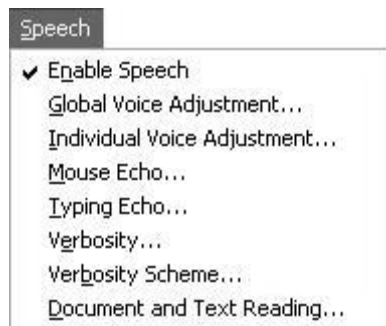 Speech
Enable Speech
Global Voice Adjustment...
Individual Voice Adjustment...
Mouse Echo...
Typing Echo...
Verbosity...
Verbosity Scheme...
Document and Text Reading...